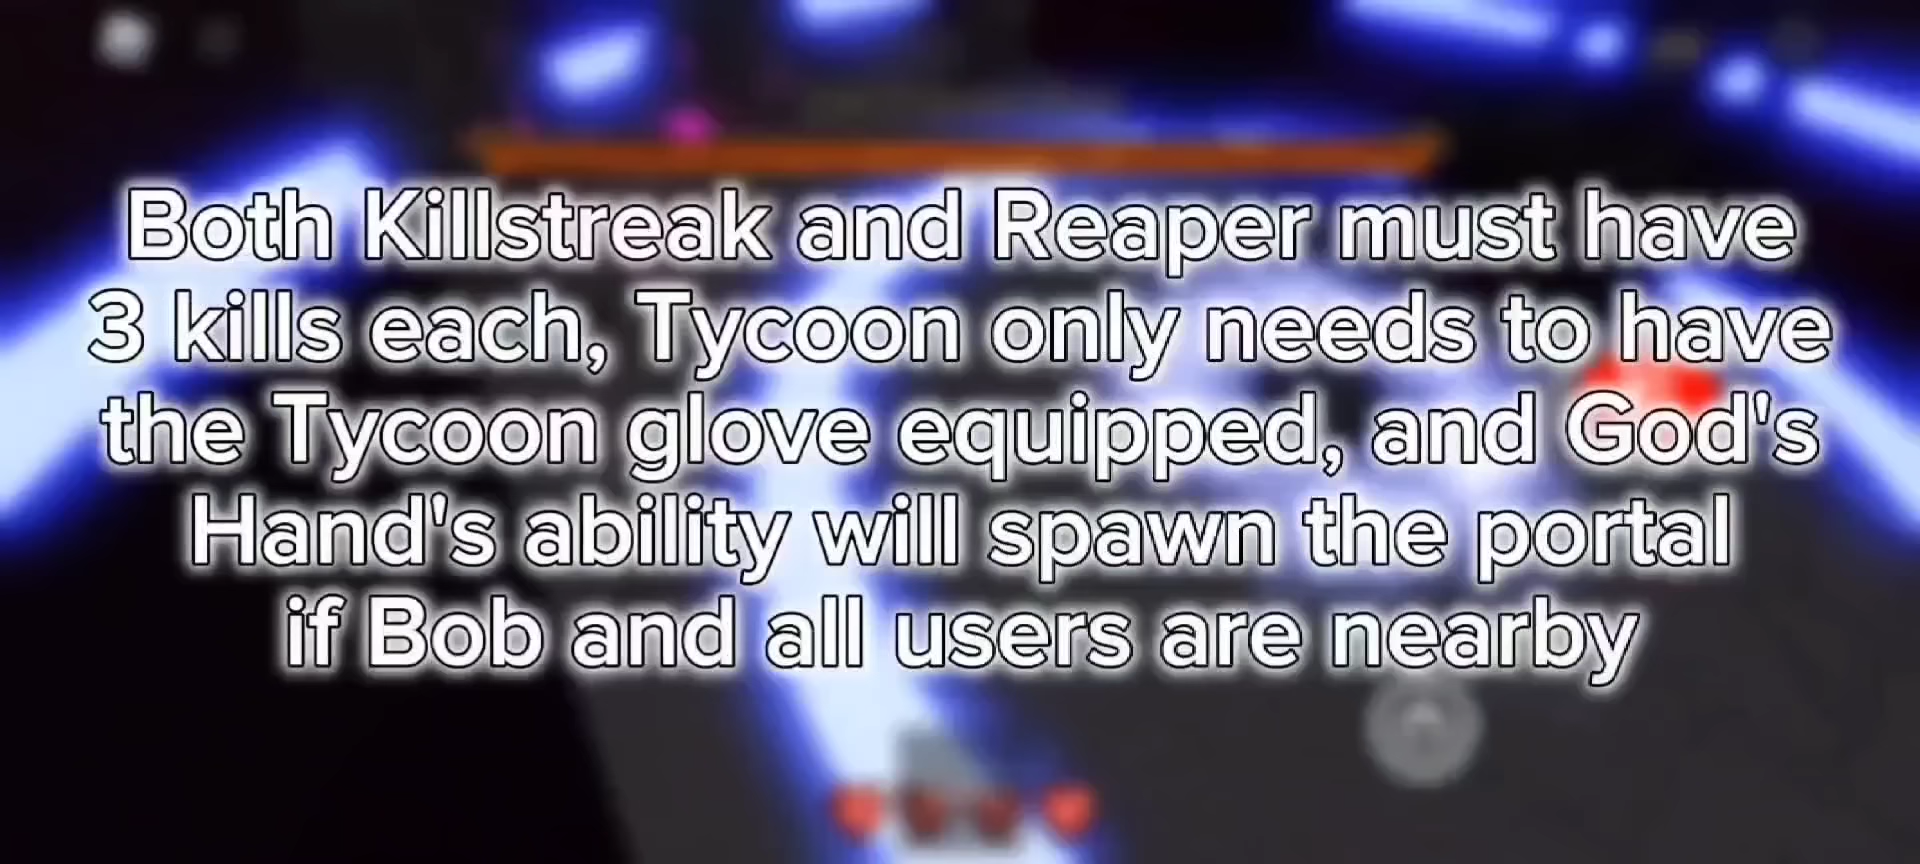 Both Killstreak and Reaper must have
3 kills each, Tycoon only needs to have
the Tycoon glove equipped, and God's
Hand's ability will spawn the portal
if Bob and all users are nearby